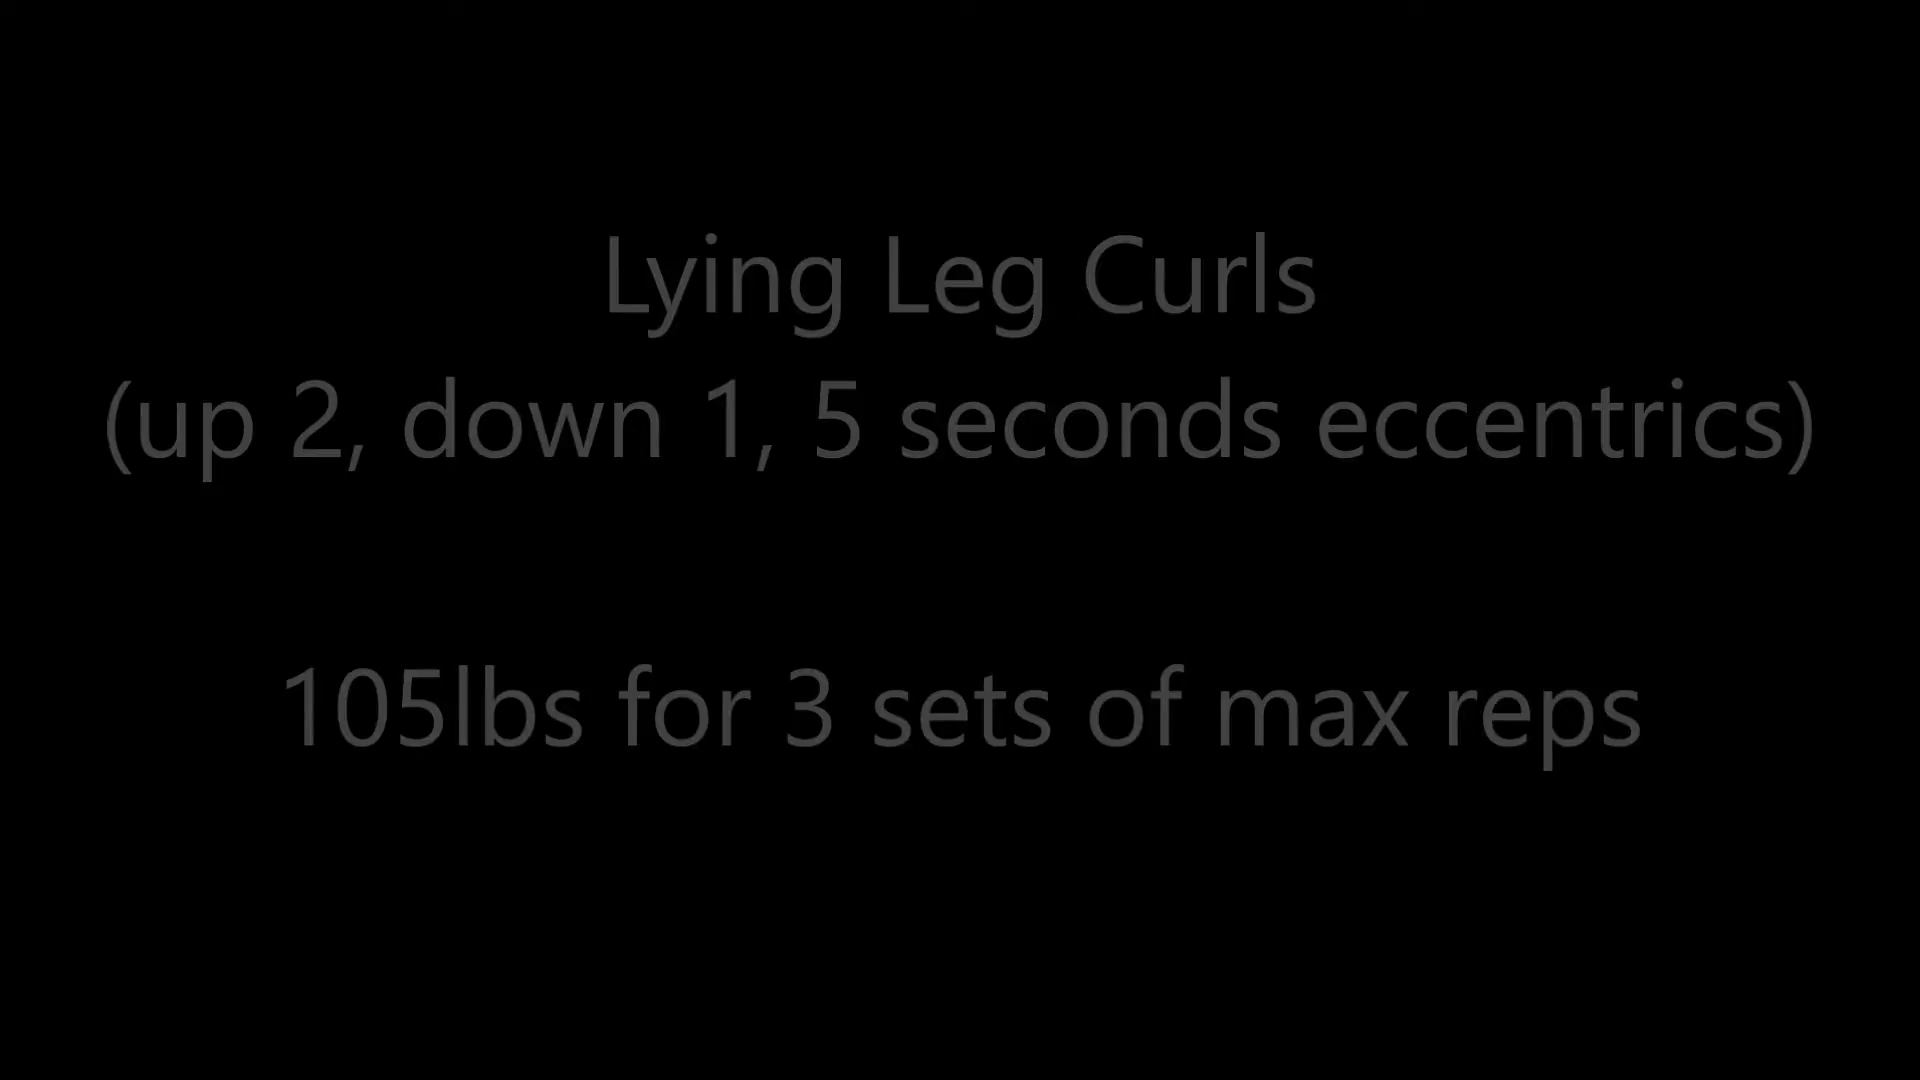 Lying Leg Curls
(up 2, down 1, 5 seconds eccentrics)
105lbs for 3 sets of max reps